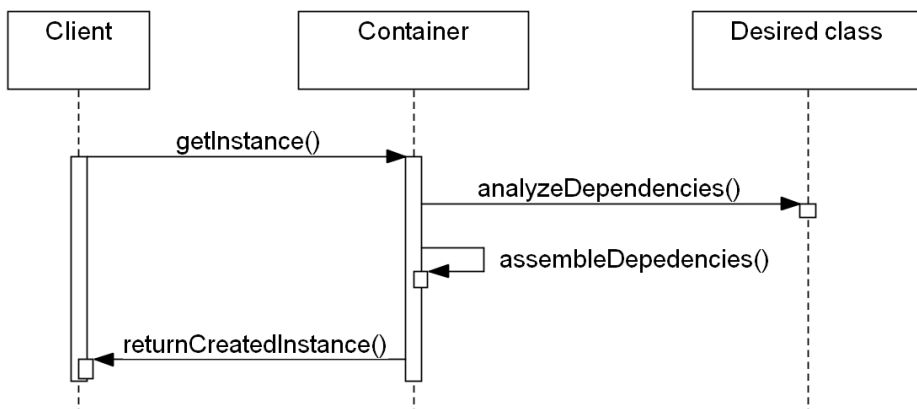 Client
Container
Desired class
getInstance()
analyzeDependencies()
assembleDepedencies()
returnCreatedInstance()